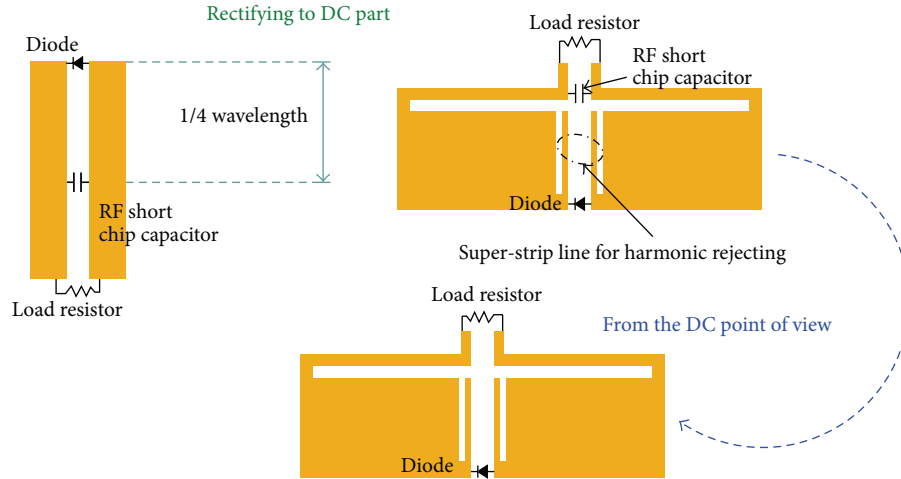 Rectifying to DC part
Diode
1/4 wavelength
RF short
chip capacitor
Load resistor
Load resistor
RF short
chip capacitor
Diode
Super-strip line for harmonic rejecting
From the DC point of view
Load resistor
Diode